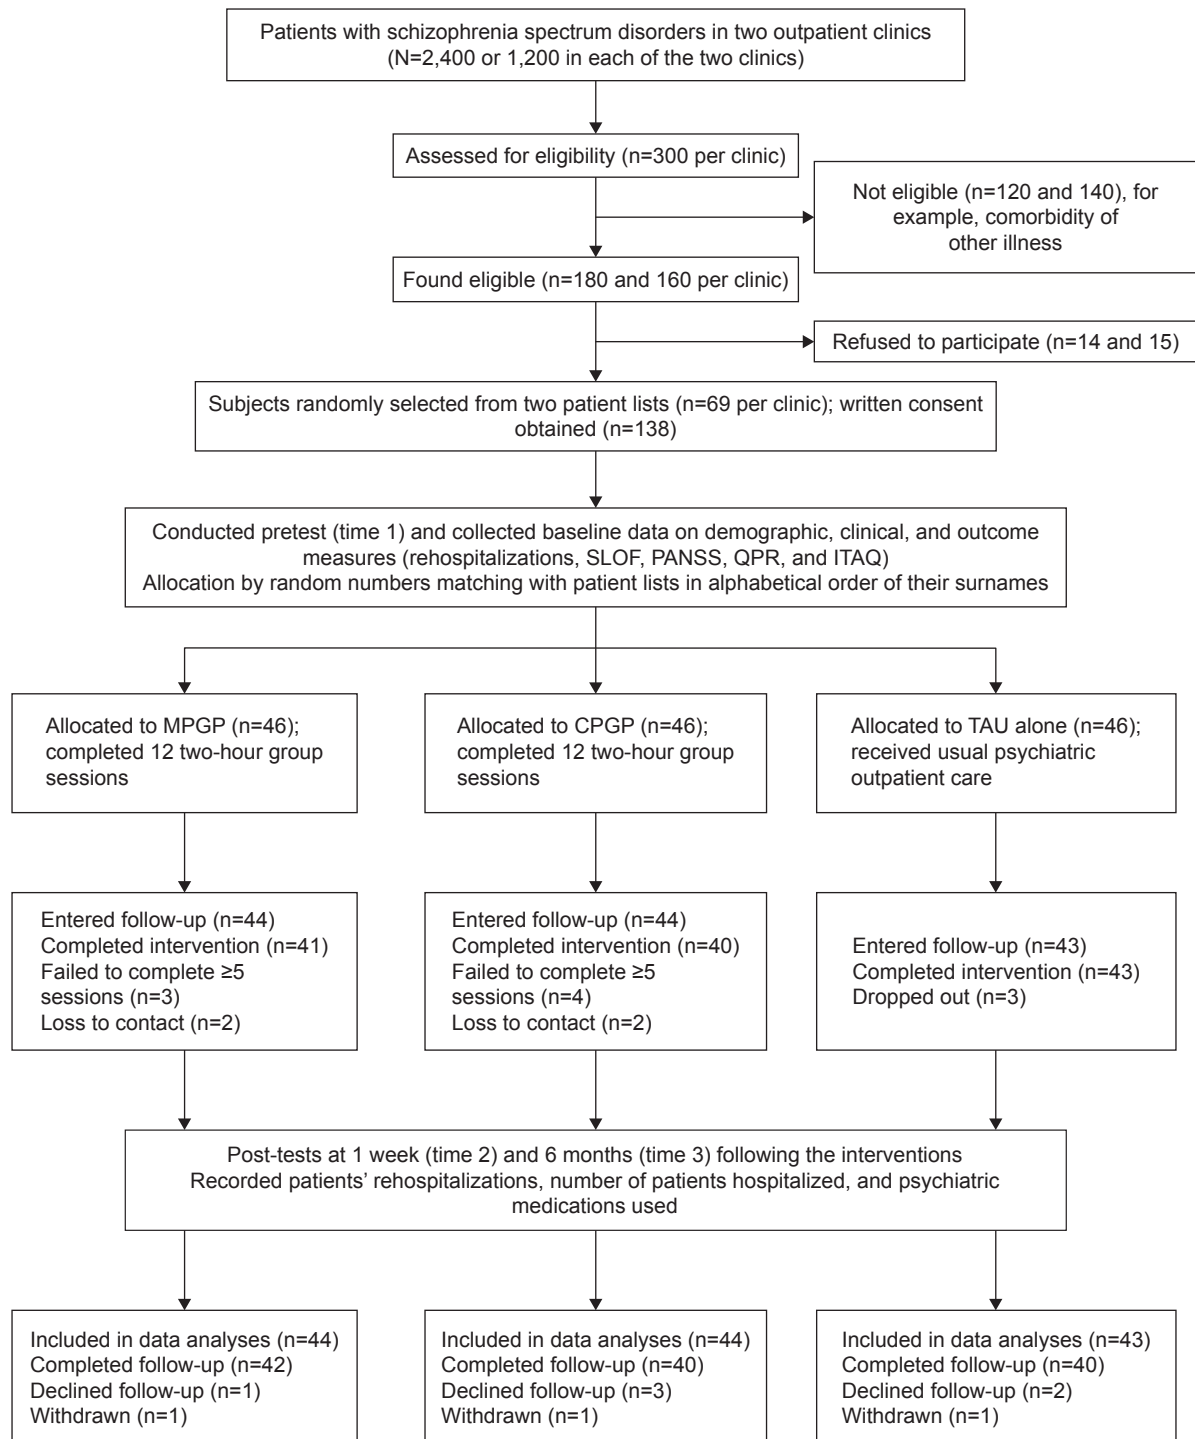 Patients with schizophrenia spectrum disorders in two outpatient clinics
(N=2,400 or 1,200 in each of the two clinics)
Assessed for eligibility (n=300 per clinic)
Not eligible (n=120 and 140), for
example, comorbidity of
other illness
Found eligible (n=180 and 160 per clinic)
Refused to participate (n=14 and 15)
Subjects randomly selected from two patient lists (n=69 per clinic); written consent
obtained (n=138)
Conducted pretest (time 1) and collected baseline data on demographic, clinical, and outcome
measures (rehospitalizations, SLOF, PANSS, QPR, and ITAQ)
Allocation by random numbers matching with patient lists in alphabetical order of their surnames
Allocated to MPGP (n=46);
completed 12 two-hour group
sessions
Allocated to CPGP (n=46);
completed 12 two-hour group
sessions
Allocated to TAU alone (n=46);
received usual psychiatric
outpatient care
Entered follow-up (n=44)
Completed intervention (n=41)
Failed to complete ≥5
sessions (n=3)
Loss to contact (n=2)
Entered follow-up (n=44)
Completed intervention (n=40)
Failed to complete ≥5
sessions (n=4)
Loss to contact (n=2)
Entered follow-up (n=43)
Completed intervention (n=43)
Dropped out (n=3)
Post-tests at 1 week (time 2) and 6 months (time 3) following the interventions
Recorded patients’ rehospitalizations, number of patients hospitalized, and psychiatric
medications used
Included in data analyses (n=44)
Completed follow-up (n=42)
Declined follow-up (n=1)
Withdrawn (n=1)
Included in data analyses (n=44)
Completed follow-up (n=40)
Declined follow-up (n=3)
Withdrawn (n=1)
Included in data analyses (n=43)
Completed follow-up (n=40)
Declined follow-up (n=2)
Withdrawn (n=1)